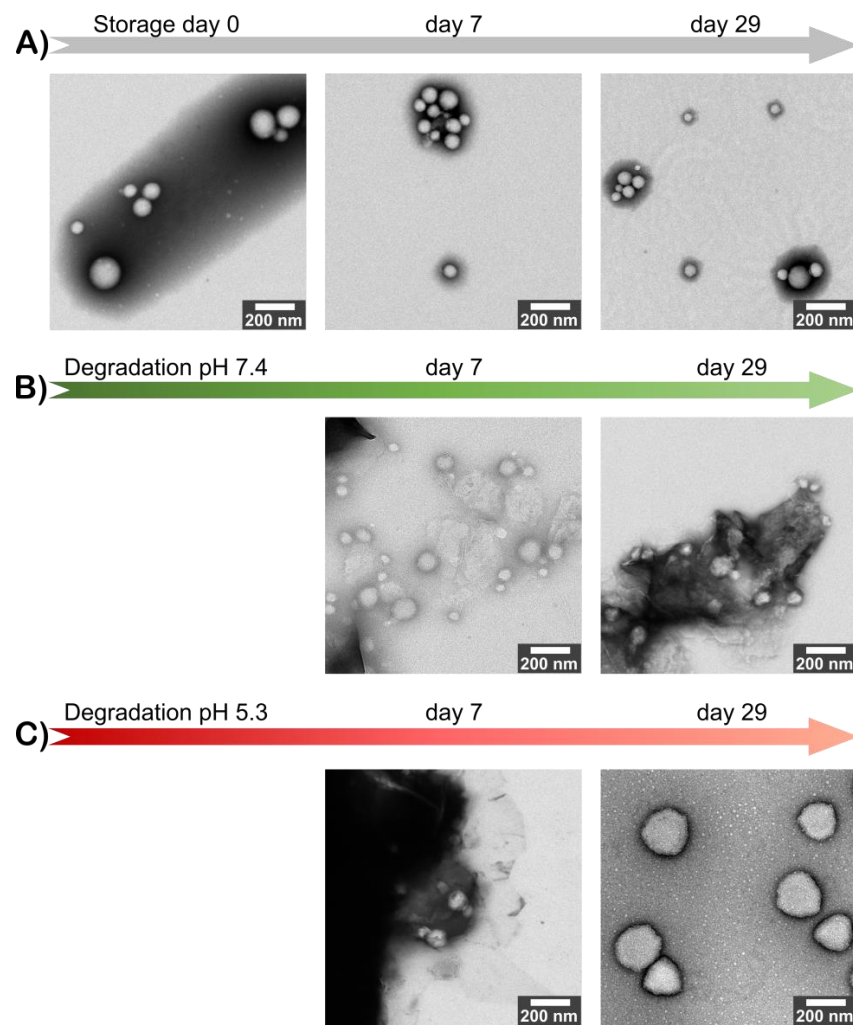 A)
Storage day 0 day 7 day 29
200 nm 200 nm 200 nm
B)
Degradation pH 7.4 day 7 day 29
200 nm 200 nm
C)
Degradation pH 5.3 day 7 day 29
200 nm 200 nm